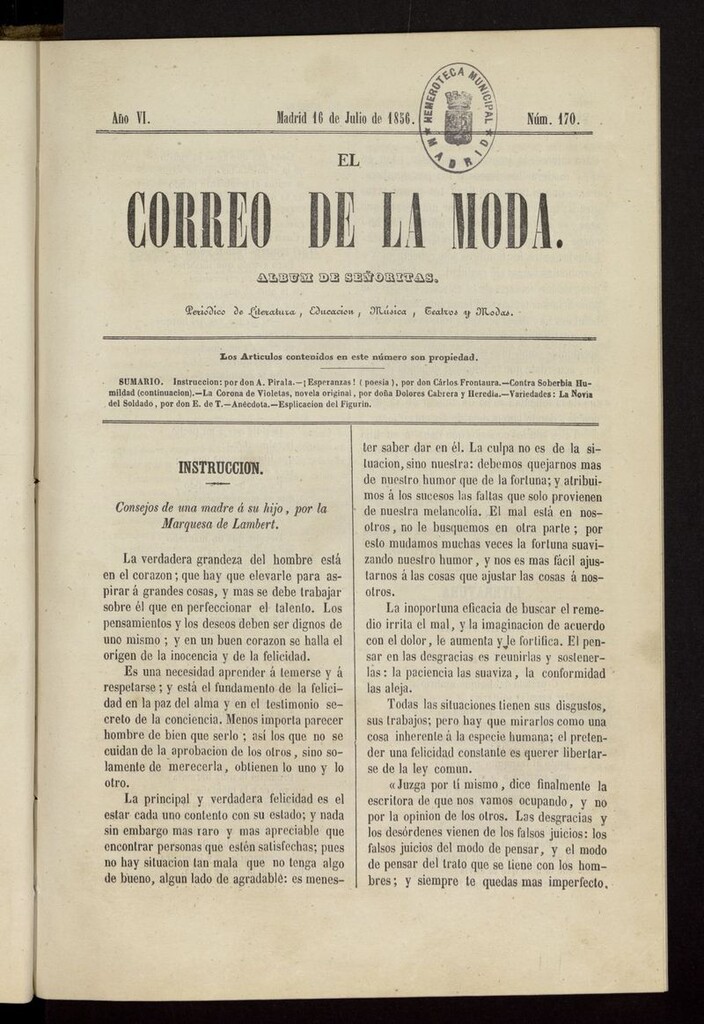 Año VI.
Madrid 16 de Julio de 1856.
Núm. 170.
HEMEROTECA MUNICIPAL
MADRID
EL
CORREO DE LA MODA.
ALBUM DE SEÑORITAS.
Periódico de Literatura, Educacion, Música, Teatros y Modas.
Los Artículos contenidos en este número son propiedad.
SUMARIO. Instruccion: por don A. Pirala.—¡Esperanzas! (poesía), por don Cárlos Frontaura.—Contra Soberbia Hu-
mildad (continuacion).—La Corona de Violetas, novela original, por doña Dolores Cabrera y Heredia.—Variedades: La Novia
del Soldado, por don E. de T.—Anécdota.—Esplicacion del Figurin.
INSTRUCCION.
Consejos de una madre á su hijo, por la
Marquesa de Lambert.
La verdadera grandeza del hombre está
en el corazon; que hay que elevarle para as-
pirar á grandes cosas, y mas se debe trabajar
sobre él que en perfeccionar el talento. Los
pensamientos y los deseos deben ser dignos de
uno mismo; y en un buen corazon se halla el
orígen de la inocencia y de la felicidad.
Es una necesidad aprender á temerse y á
respetarse; y está el fundamento de la felici-
dad en la paz del alma y en el testimonio se-
creto de la conciencia. Menos importa parecer
hombre de bien que serlo; así los que no se
cuidan de la aprobacion de los otros, sino so-
lamente de merecerla, obtienen lo uno y lo
otro.
La principal y verdadera felicidad es el
estar cada uno contento con su estado; y nada
sin embargo mas raro y mas apreciable que
encontrar personas que estén satisfechas; pues
no hay situacion tan mala que no tenga algo
de bueno, algun lado de agradable: es menes-
ter saber dar en él. La culpa no es de la si-
tuacion, sino nuestra: debemos quejarnos mas
de nuestro humor que de la fortuna; y atribui-
mos á los sucesos las faltas que solo provienen
de nuestra melancolía. El mal está en nos-
otros, no le busquemos en otra parte; por
esto mudamos muchas veces la fortuna suavi-
zando nuestro humor, y nos es mas fácil ajus-
tarnos á las cosas que ajustar las cosas á nos-
otros.
La inoportuna eficacia de buscar el reme-
dio irrita el mal, y la imaginacion de acuerdo
con el dolor, le aumenta y le fortifica. El pen-
sar en las desgracias es reunirlas y sostener-
las: la paciencia las suaviza, la conformidad
las aleja.
Todas las situaciones tienen sus disgustos,
sus trabajos; pero hay que mirarlos como una
cosa inherente á la especie humana; el preten-
der una felicidad constante es querer libertar-
se de la ley comun.
«Juzga por tí mismo, dice finalmente la
escritora de que nos vamos ocupando, y no
por la opinion de los otros. Las desgracias y
los desórdenes vienen de los falsos juicios: los
falsos juicios del modo de pensar, y el modo
de pensar del trato que se tiene con los hom-
bres; y siempre te quedas mas imperfecto,